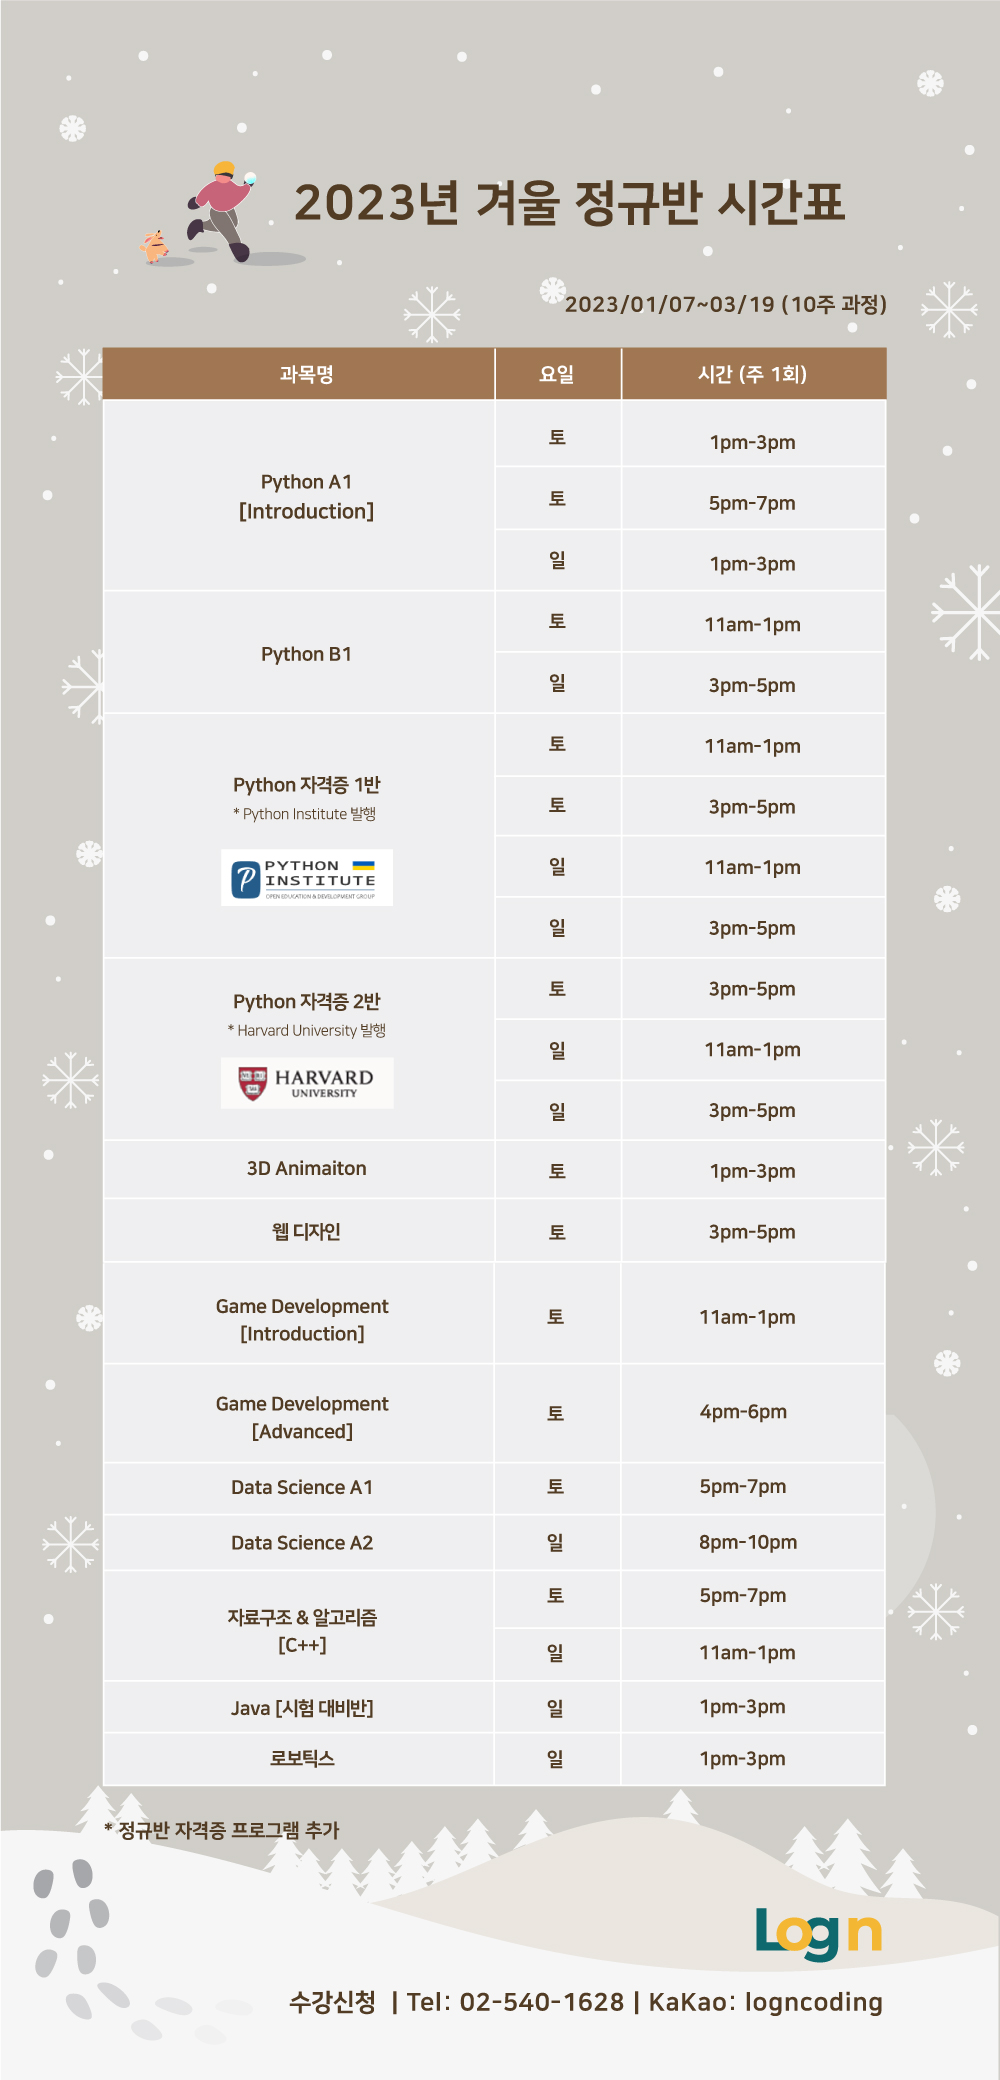 2023년 겨울 정규반 시간표
2023/01/07~03/19 (10주 과정)
과목명 요일 시간 (주 1회)
Python A1
[Introduction]
토 1pm-3pm
토 5pm-7pm
일 1pm-3pm
Python B1
토 11am-1pm
일 3pm-5pm
Python 자격증 1반
* Python Institute 발행
PYTHON
INSTITUTE
OPEN EDUCATION & DEVELOPMENT GROUP
토 11am-1pm
토 3pm-5pm
일 11am-1pm
일 3pm-5pm
Python 자격증 2반
* Harvard University 발행
HARVARD
UNIVERSITY
토 3pm-5pm
일 11am-1pm
일 3pm-5pm
3D Animaiton 토 1pm-3pm
웹 디자인 토 3pm-5pm
Game Development
[Introduction]
토 11am-1pm
Game Development
[Advanced]
토 4pm-6pm
Data Science A1 토 5pm-7pm
Data Science A2 일 8pm-10pm
자료구조 & 알고리즘
[C++]
토 5pm-7pm
일 11am-1pm
Java [시험 대비반] 일 1pm-3pm
로보틱스 일 1pm-3pm
* 정규반 자격증 프로그램 추가
Logn
수강신청 | Tel: 02-540-1628 | KaKao: logncoding